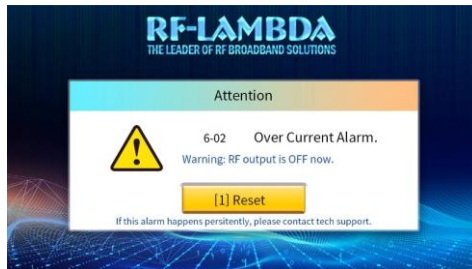 RF-LAMBDA
THE LEADER OF RF BROADBAND SOLUTIONS
Attention
6-02 Over Current Alarm.
Warning: RF output is OFF now.
[1] Reset
If this alarm happens persitently, please contact tech support.